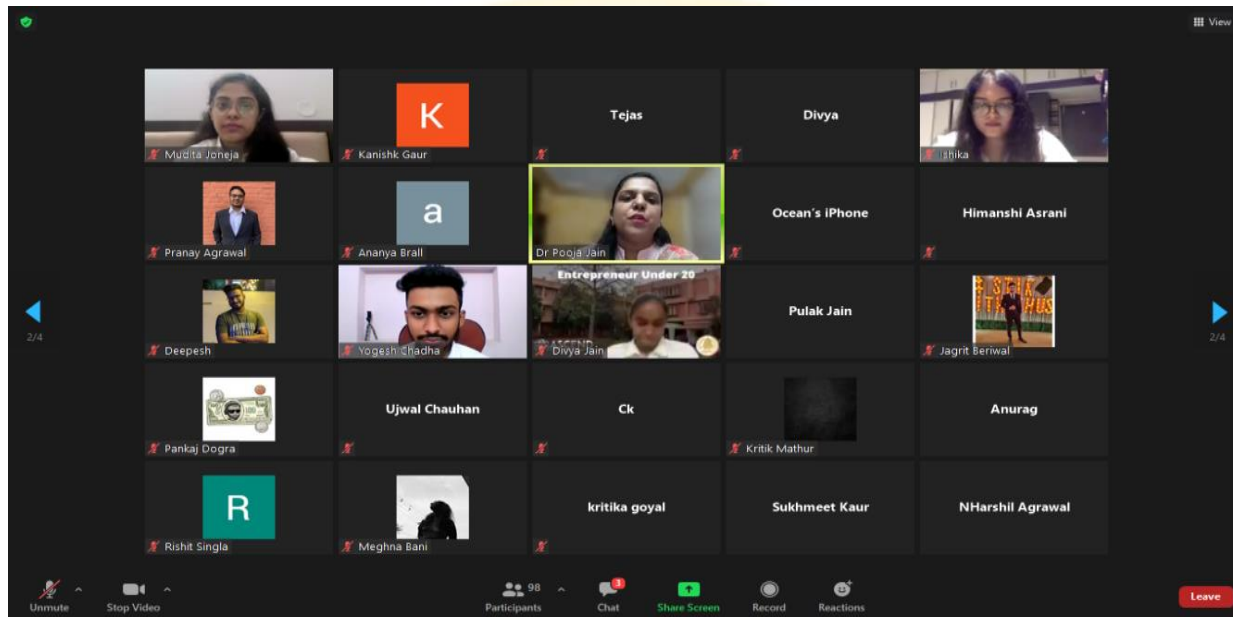 View
K
Tejas
Divya
Mudita Joneja
Kanishk Gaur
Ishika
a
Ocean's iPhone
Himanshi Asrani
Pranay Agrawal
Ananya Brall
Dr Pooja Jain
Entrepreneur Under 20
Pulak Jain
2/4
2/4
Deepesh
Yogesh Chadha
ASCEND
Divya Jain
Jagrit Beriwal
Ujwal Chauhan
Ck
Anurag
Pankaj Dogra
Kritik Mathur
R
kritika goyal
Sukhmeet Kaur
NHarshil Agrawal
Rishit Singla
Meghna Bani
98
3
Unmute
Stop Video
Participants
Chat
Share Screen
Record
Reactions
Leave